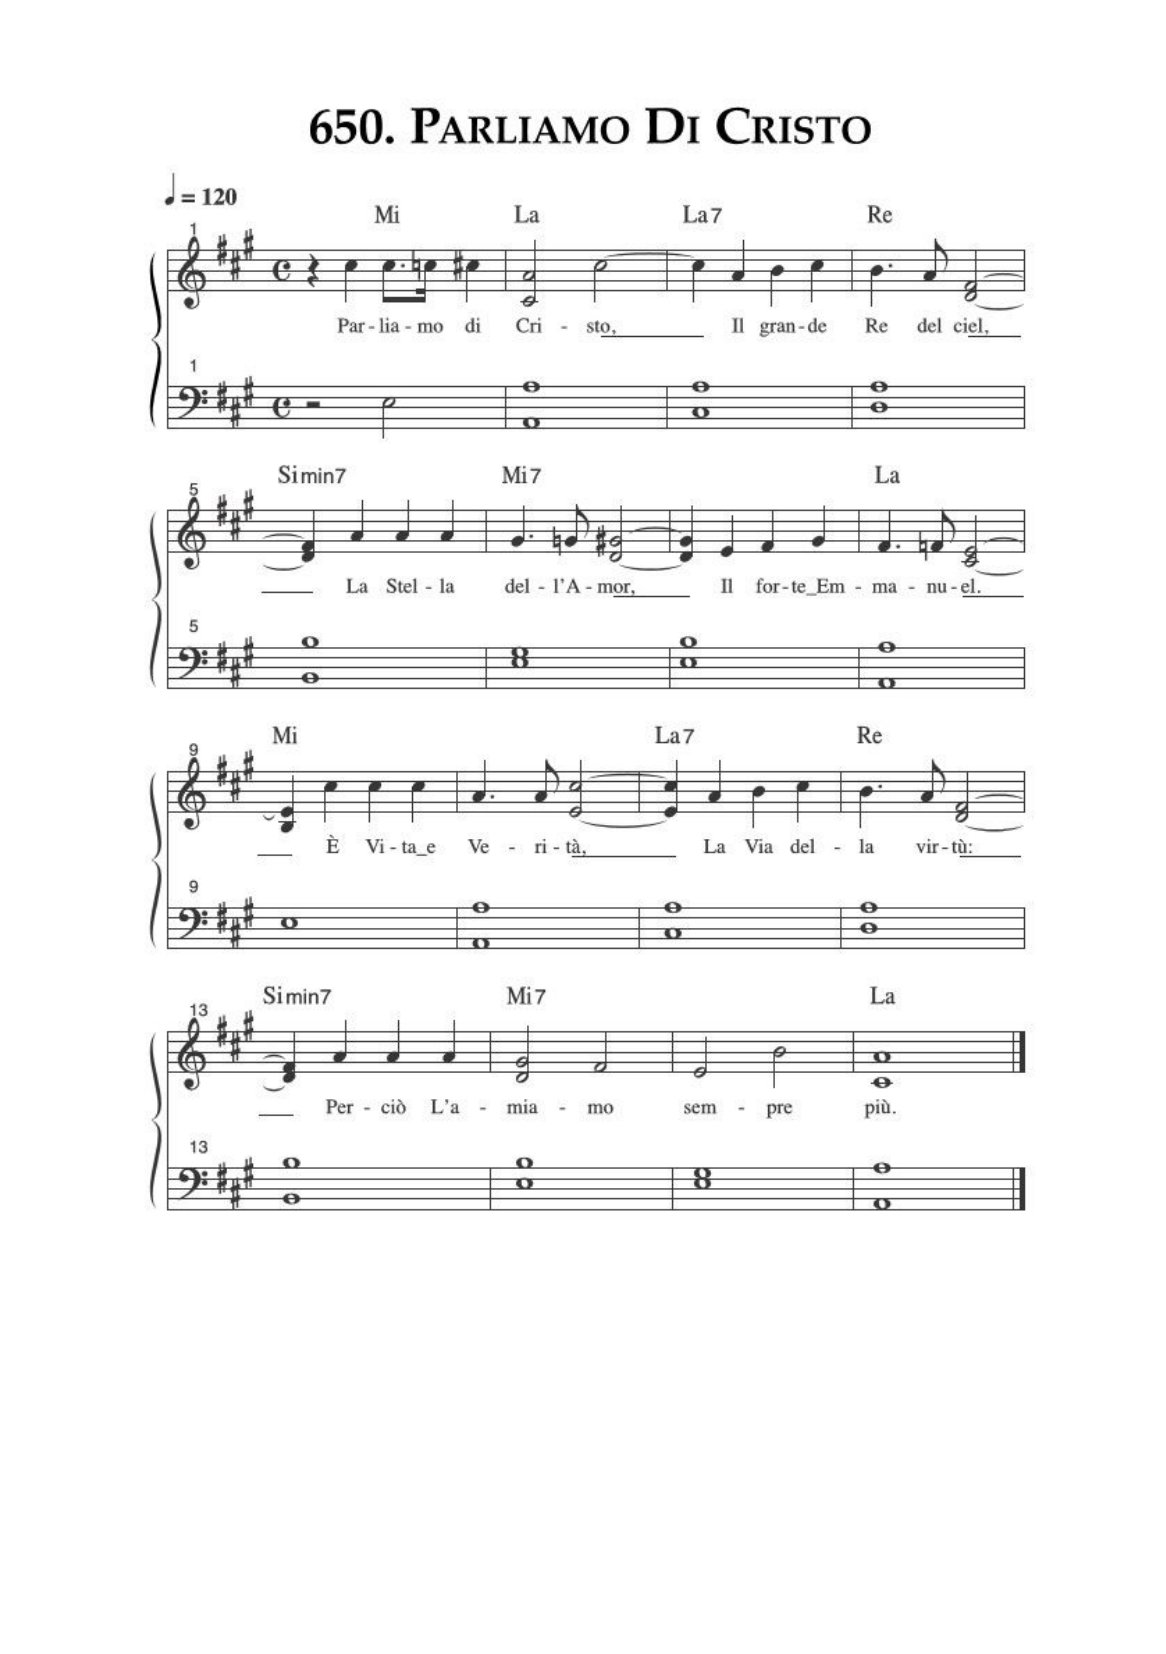 650. PARLIAMO DI CRISTO
= 120
Mi La La7 Re
1
Par - lia - mo di Cri - sto, Il gran - de Re del ciel,
1
Simin7 Mi7 La
5
La Stel - la del - l'A - mor, Il for - te_Em - ma - nu - el.
5
Mi La7 Re
9
È Vi - ta_e Ve - ri - tà, La Via del - la vir - tù:
9
Simin7 Mi7 La
13
Per - ciò L'a - mia - mo sem - pre più.
13